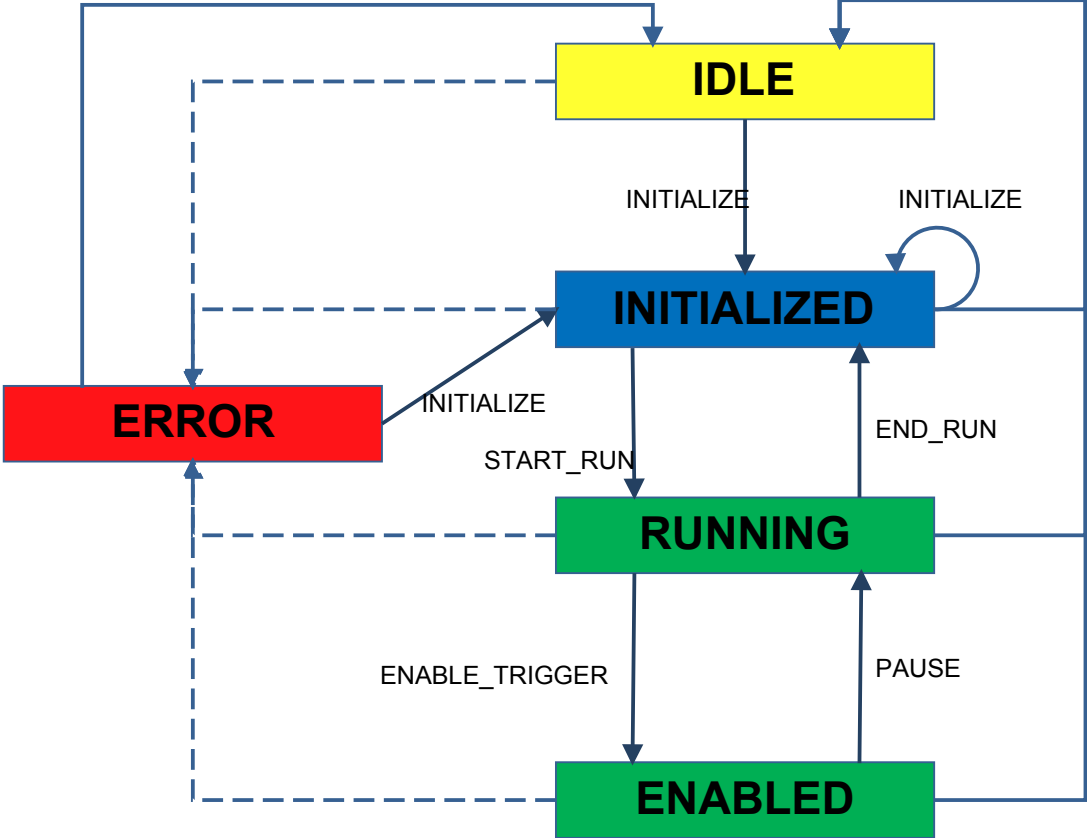 IDLE
INITIALIZE
INITIALIZE
INITIALIZED
ERROR
INITIALIZE
END_RUN
START_RUN
RUNNING
ENABLE_TRIGGER
PAUSE
ENABLED